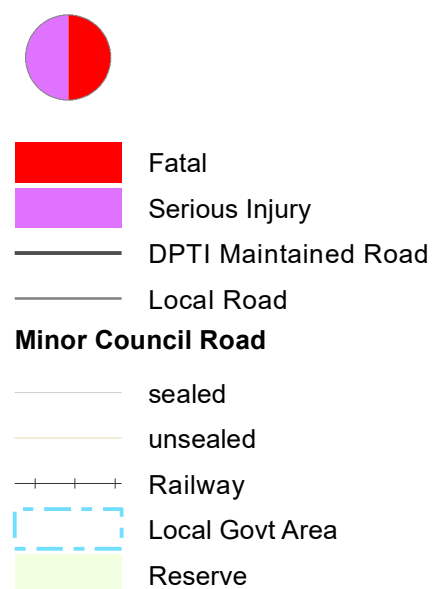 Fatal
Serious Injury
DPTI Maintained Road
Local Road
Minor Council Road
sealed
unsealed
Railway
Local Govt Area
Reserve